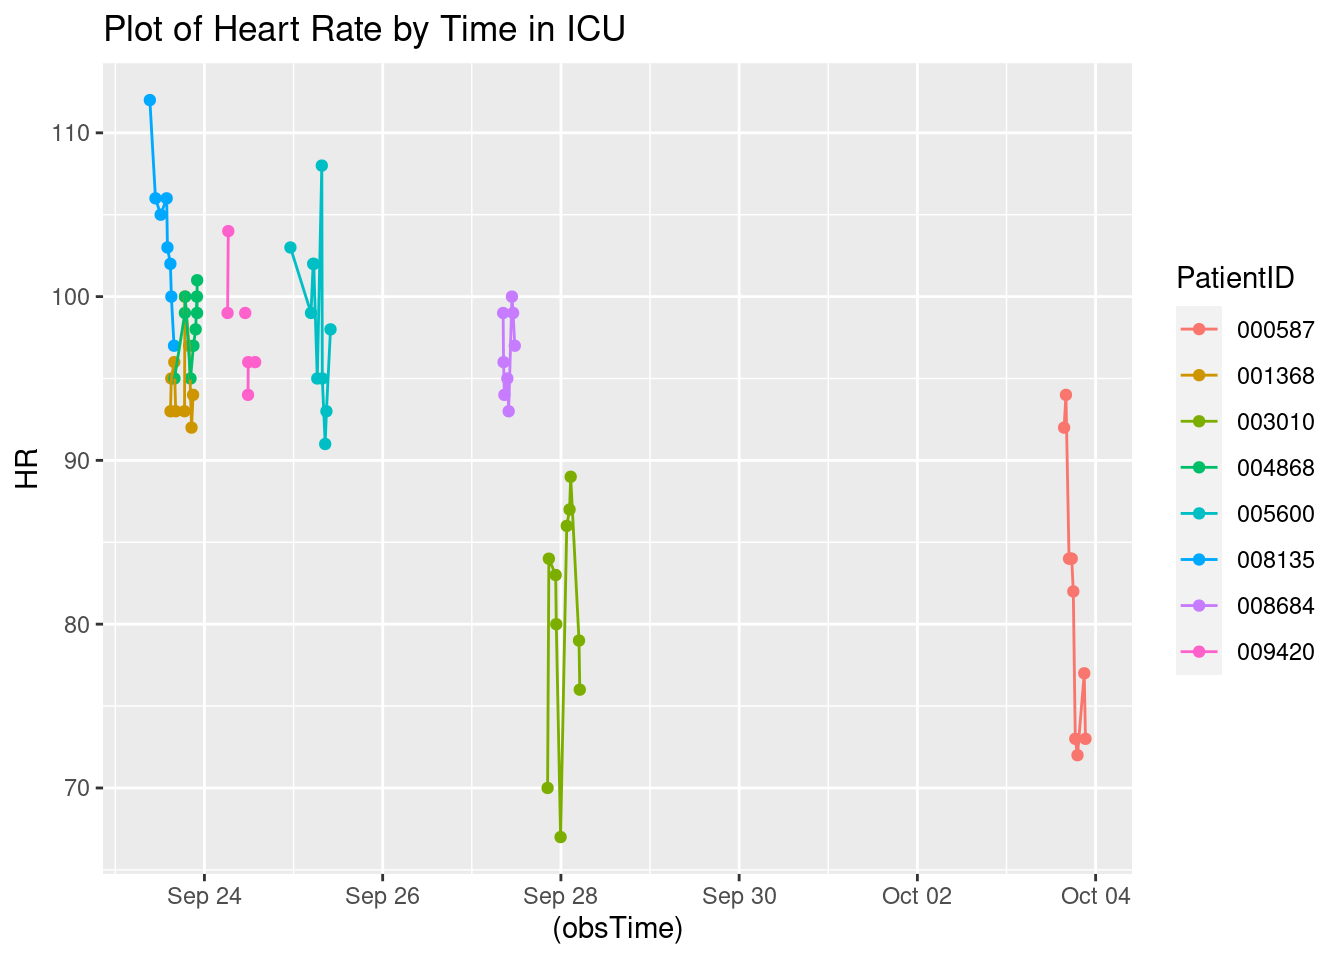 Plot of Heart Rate by Time in ICU
110
100
90
80
70
HR
Sep 24
Sep 26
Sep 28
Sep 30
Oct 02
Oct 04
(obsTime)
PatientID
000587
001368
003010
004868
005600
008135
008684
009420